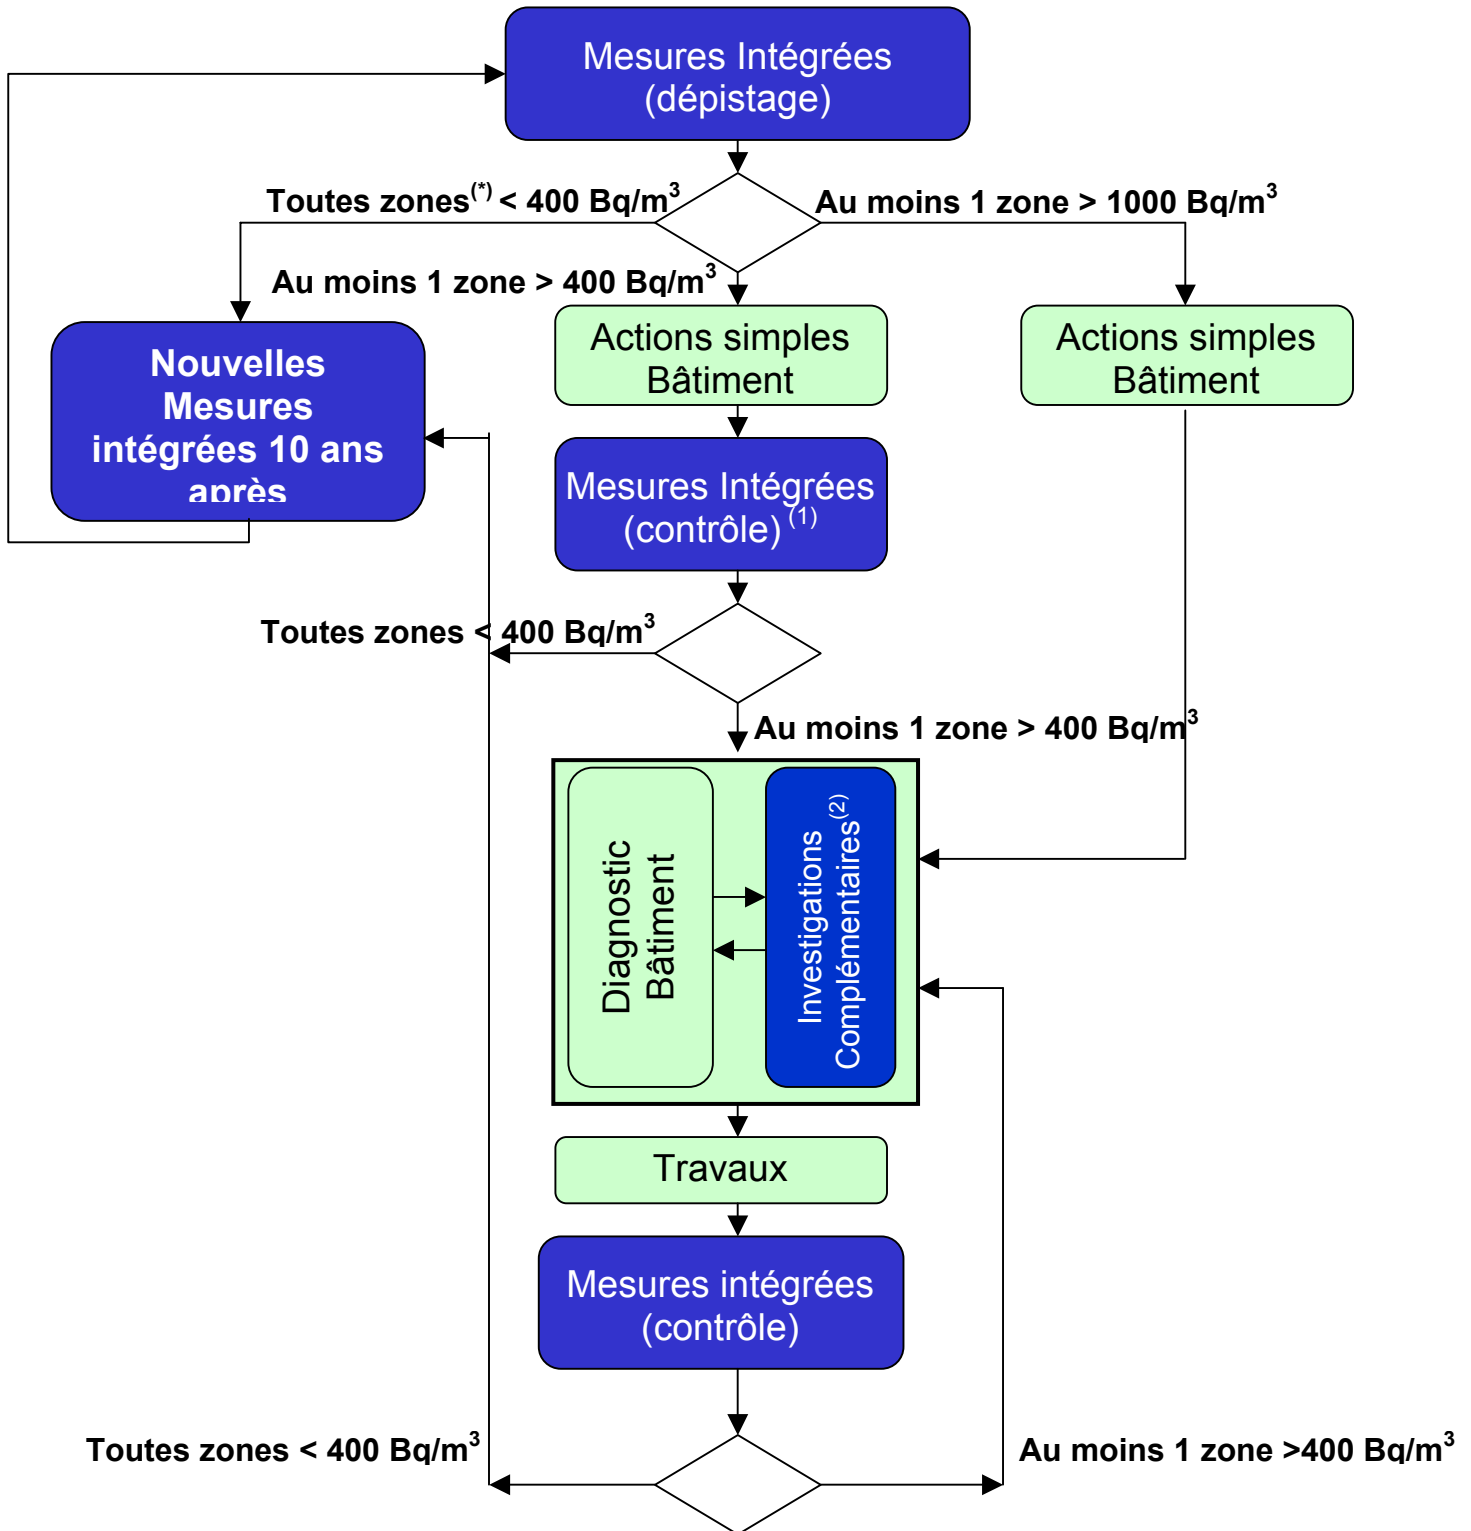 Mesures Intégrées
(dépistage)
Toutes zones(*) < 400 Bq/m³
Au moins 1 zone > 1000 Bq/m³
Au moins 1 zone > 400 Bq/m³
Actions simples
Bâtiment
Actions simples
Bâtiment
Nouvelles
Mesures
intégrées 10 ans
après
Mesures Intégrées
(contrôle) (1)
Toutes zones < 400 Bq/m³
Au moins 1 zone > 400 Bq/m³
Diagnostic
Bâtiment
Investigations
Complémentaires(2)
Travaux
Mesures intégrées
(contrôle)
Toutes zones < 400 Bq/m³
Au moins 1 zone >400 Bq/m³